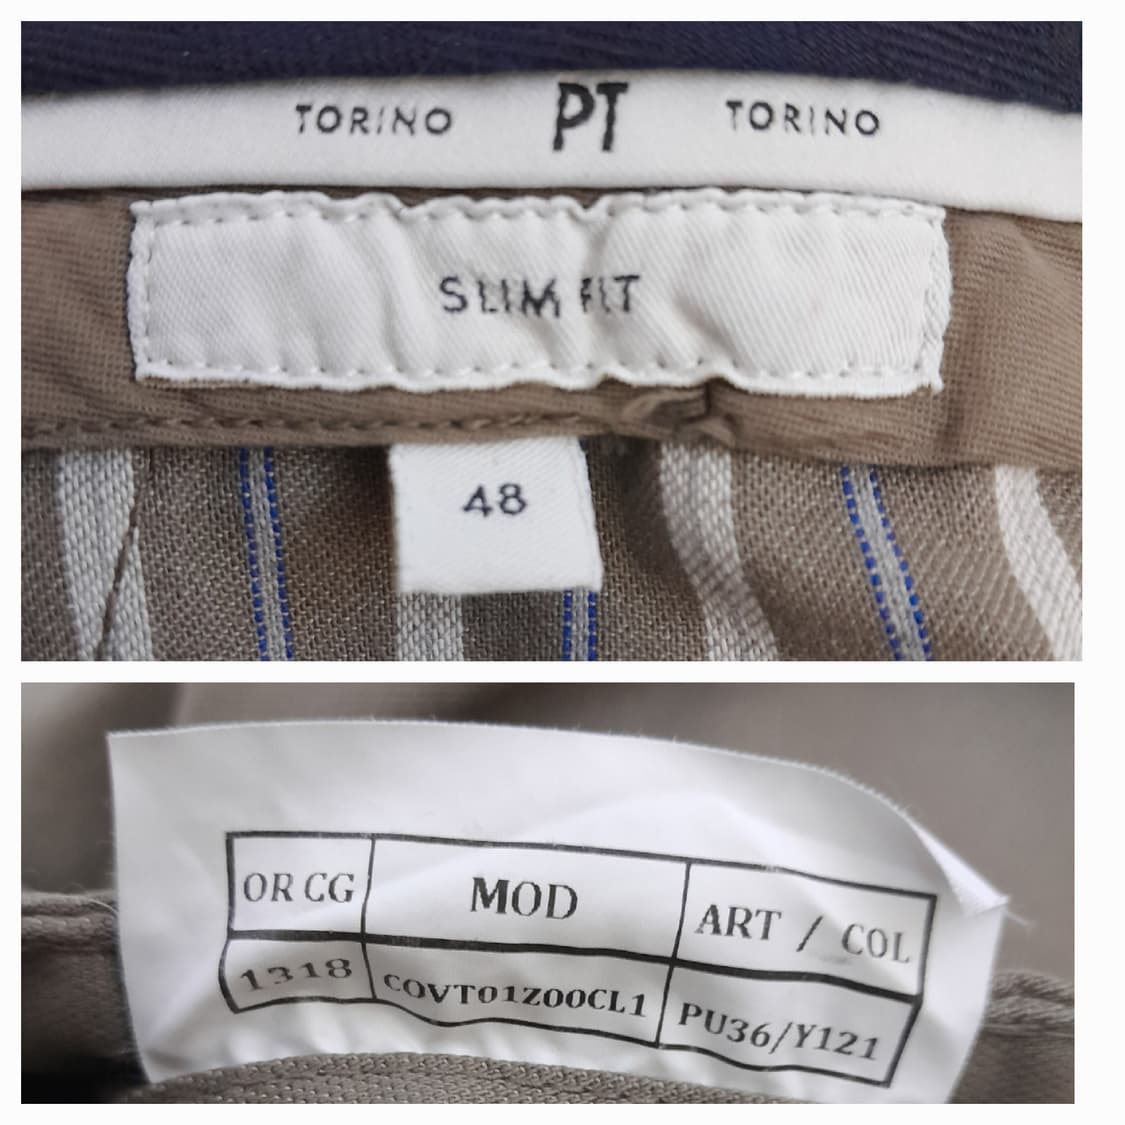 TORINO PT TORINO
SLIM FIT
48
OR CG MOD ART / COL
1318 COVT01Z00CL1 PU36/Y121